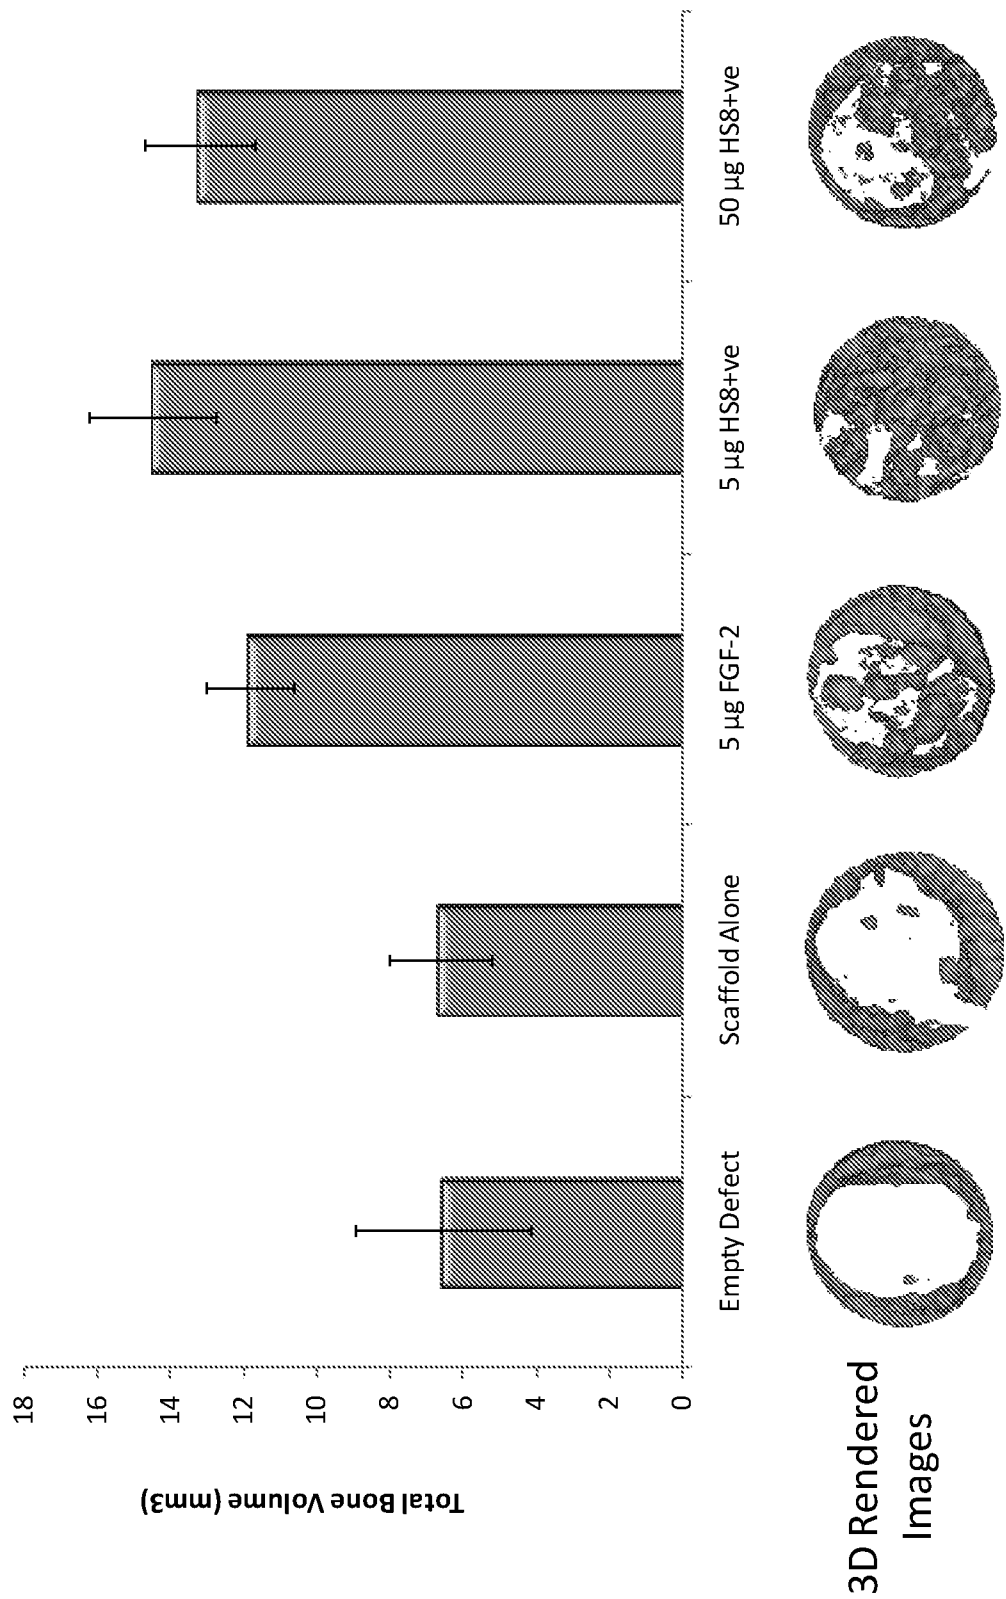 Total Bone Volume (mm3)
18
16
14
12
10
8
6
4
2
0
Empty Defect
Scaffold Alone
5 µg FGF-2
5 µg HS8+ve
50 µg HS8+ve
3D Rendered
Images